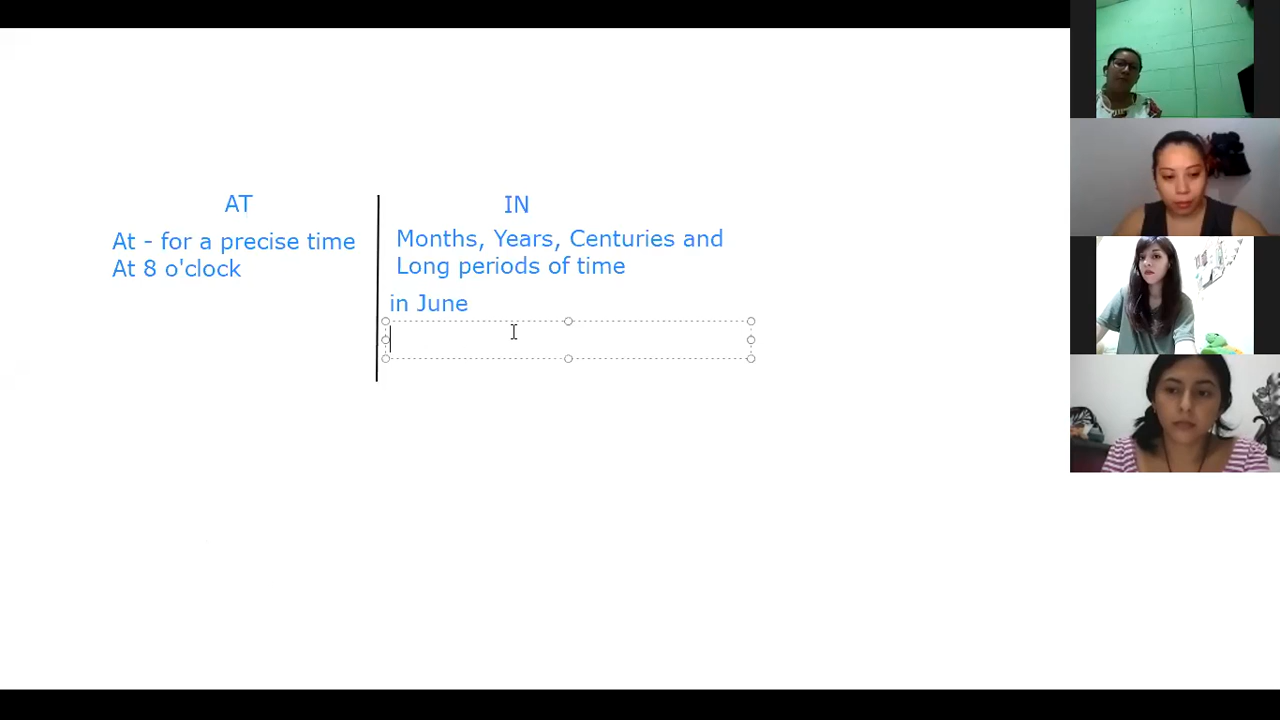 AT
At - for a precise time
At 8 o'clock
IN
Months, Years, Centuries and
Long periods of time
in June